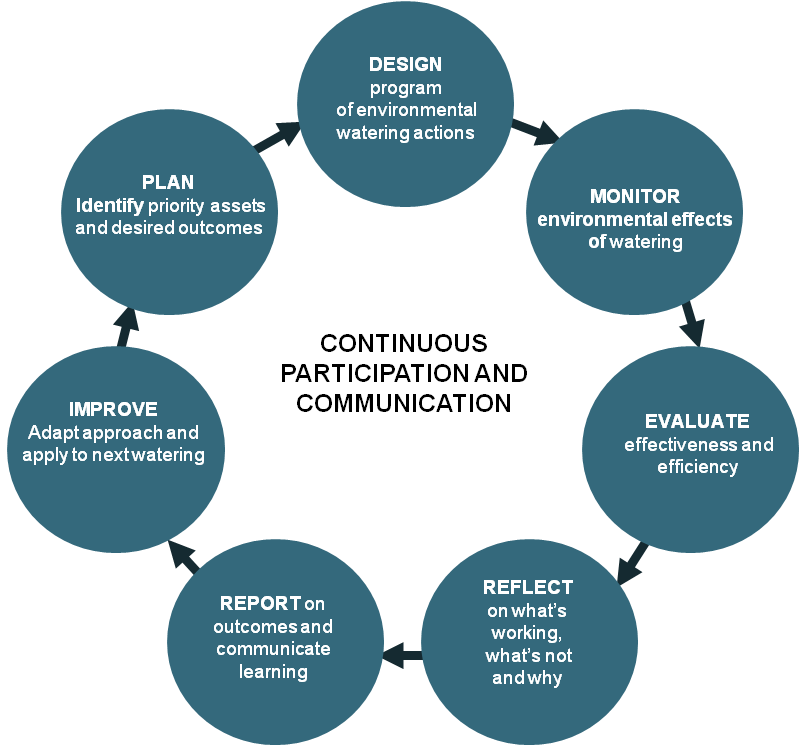 DESIGN
program
of environmental
watering actions
MONITOR
environmental effects
of watering
EVALUATE
effectiveness and
efficiency
REFLECT
on what's
working,
what's not
and why
REPORT on
outcomes and
communicate
learning
IMPROVE
Adapt approach and
apply to next watering
PLAN
Identify priority assets
and desired outcomes
CONTINUOUS
PARTICIPATION AND
COMMUNICATION